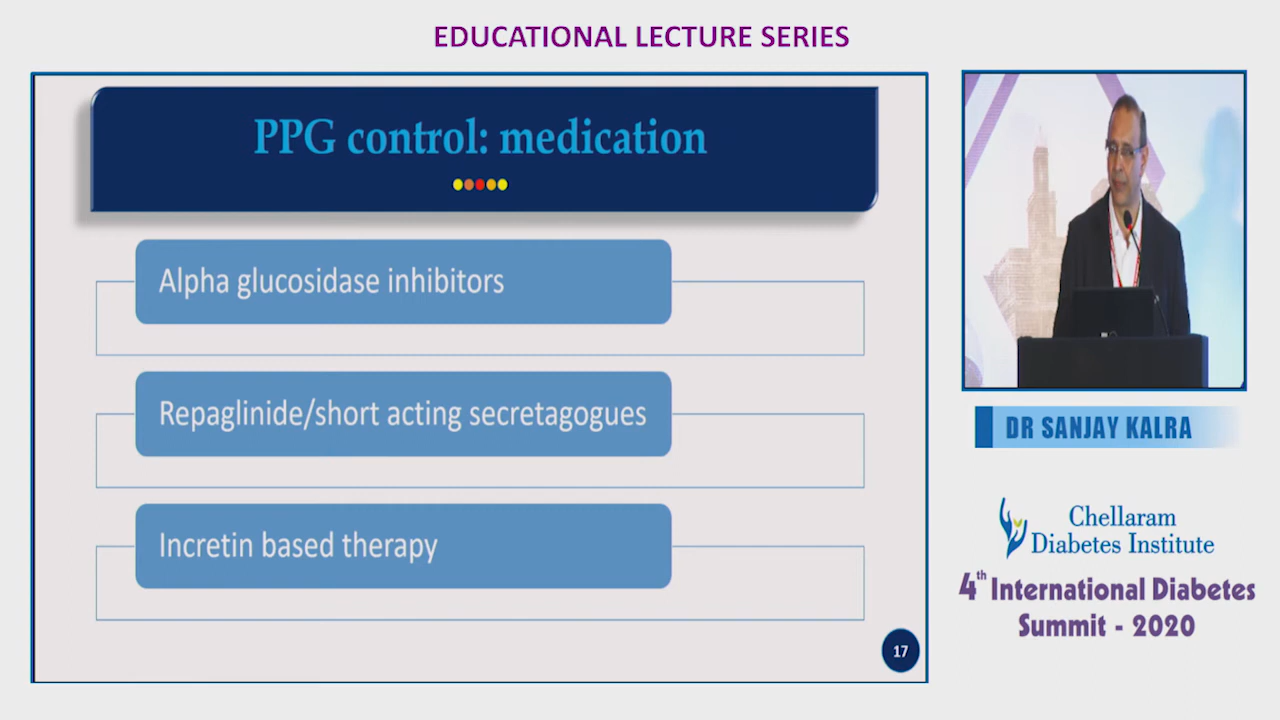 EDUCATIONAL LECTURE SERIES
PPG control: medication
Alpha glucosidase inhibitors
Repaglinide/short acting secretagogues
Incretin based therapy
17
DR SANJAY KALRA
Chellaram
Diabetes Institute
4th International Diabetes
Summit - 2020